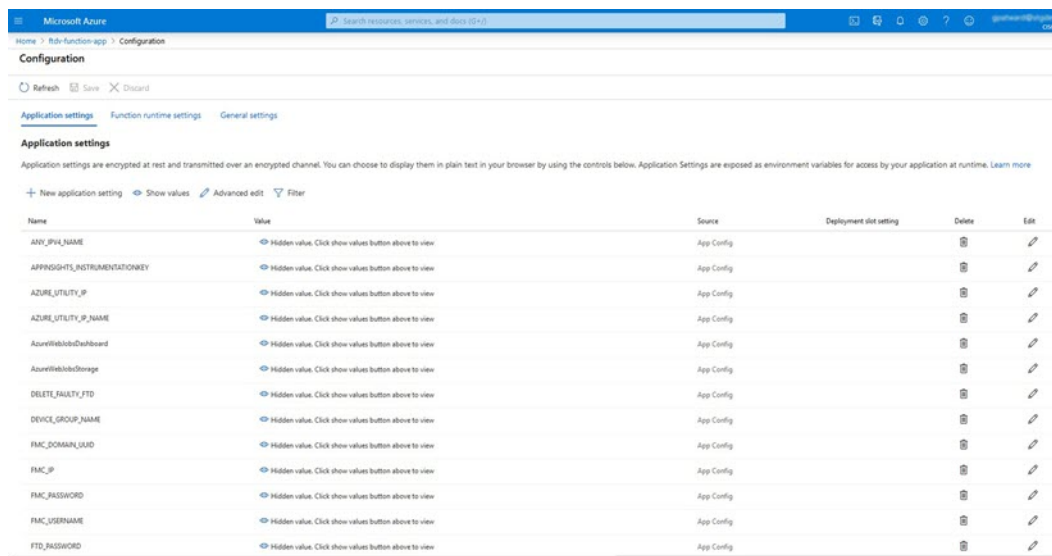 Microsoft Azure
Search resources, services, and docs (G+/)
Home > ftdv-function-app > Configuration
Configuration
Refresh Save Discard
Application settings Function runtime settings General settings
Application settings
Application settings are encrypted at rest and transmitted over an encrypted channel. You can choose to display them in plain text in your browser by using the controls below. Application Settings are exposed as environment variables for access by your application at runtime. Learn more
New application setting Show values Advanced edit Filter
Name Value Source Deployment slot setting Delete Edit
ANY_IPV4_NAME Hidden value. Click show values button above to view App Config
APPINSIGHTS_INSTRUMENTATIONKEY Hidden value. Click show values button above to view App Config
AZURE_UTILITY_IP Hidden value. Click show values button above to view App Config
AZURE_UTILITY_IP_NAME Hidden value. Click show values button above to view App Config
AzureWebJobsDashboard Hidden value. Click show values button above to view App Config
AzureWebJobsStorage Hidden value. Click show values button above to view App Config
DELETE_FAULTY_FTD Hidden value. Click show values button above to view App Config
DEVICE_GROUP_NAME Hidden value. Click show values button above to view App Config
FMC_DOMAIN_UUID Hidden value. Click show values button above to view App Config
FMC_IP Hidden value. Click show values button above to view App Config
FMC_PASSWORD Hidden value. Click show values button above to view App Config
FMC_USERNAME Hidden value. Click show values button above to view App Config
FTD_PASSWORD Hidden value. Click show values button above to view App Config